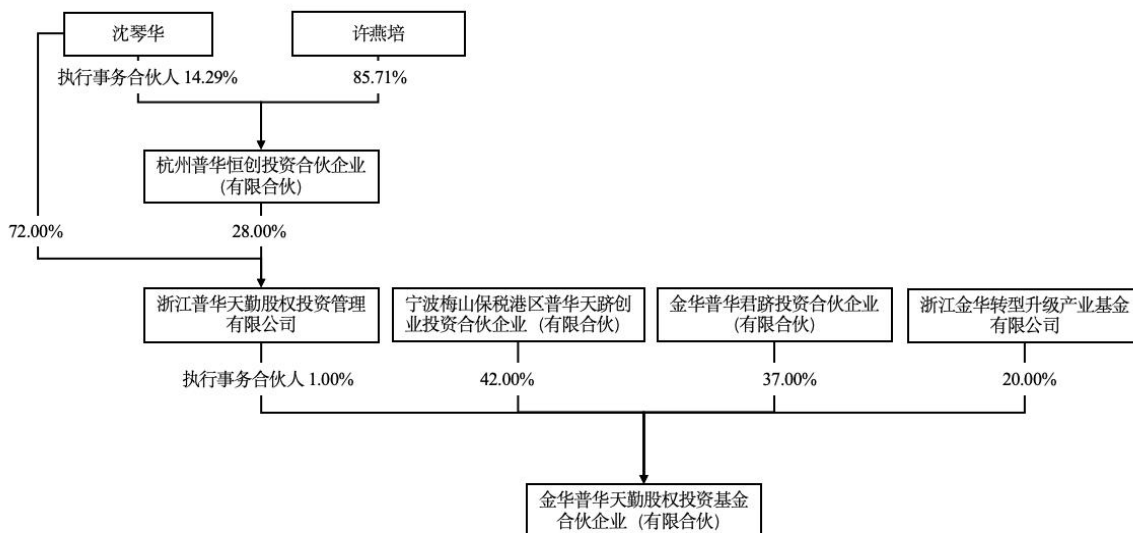 沈琴华
许燕培
执行事务合伙人 14.29%
85.71%
杭州普华恒创投资合伙企业
（有限合伙）
72.00%
28.00%
浙江普华天勤股权投资管理
有限公司
宁波梅山保税港区普华天跻创
业投资合伙企业（有限合伙）
金华普华君跻投资合伙企业
（有限合伙）
浙江金华转型升级产业基金
有限公司
执行事务合伙人 1.00%
42.00%
37.00%
20.00%
金华普华天勤股权投资基金
合伙企业（有限合伙）